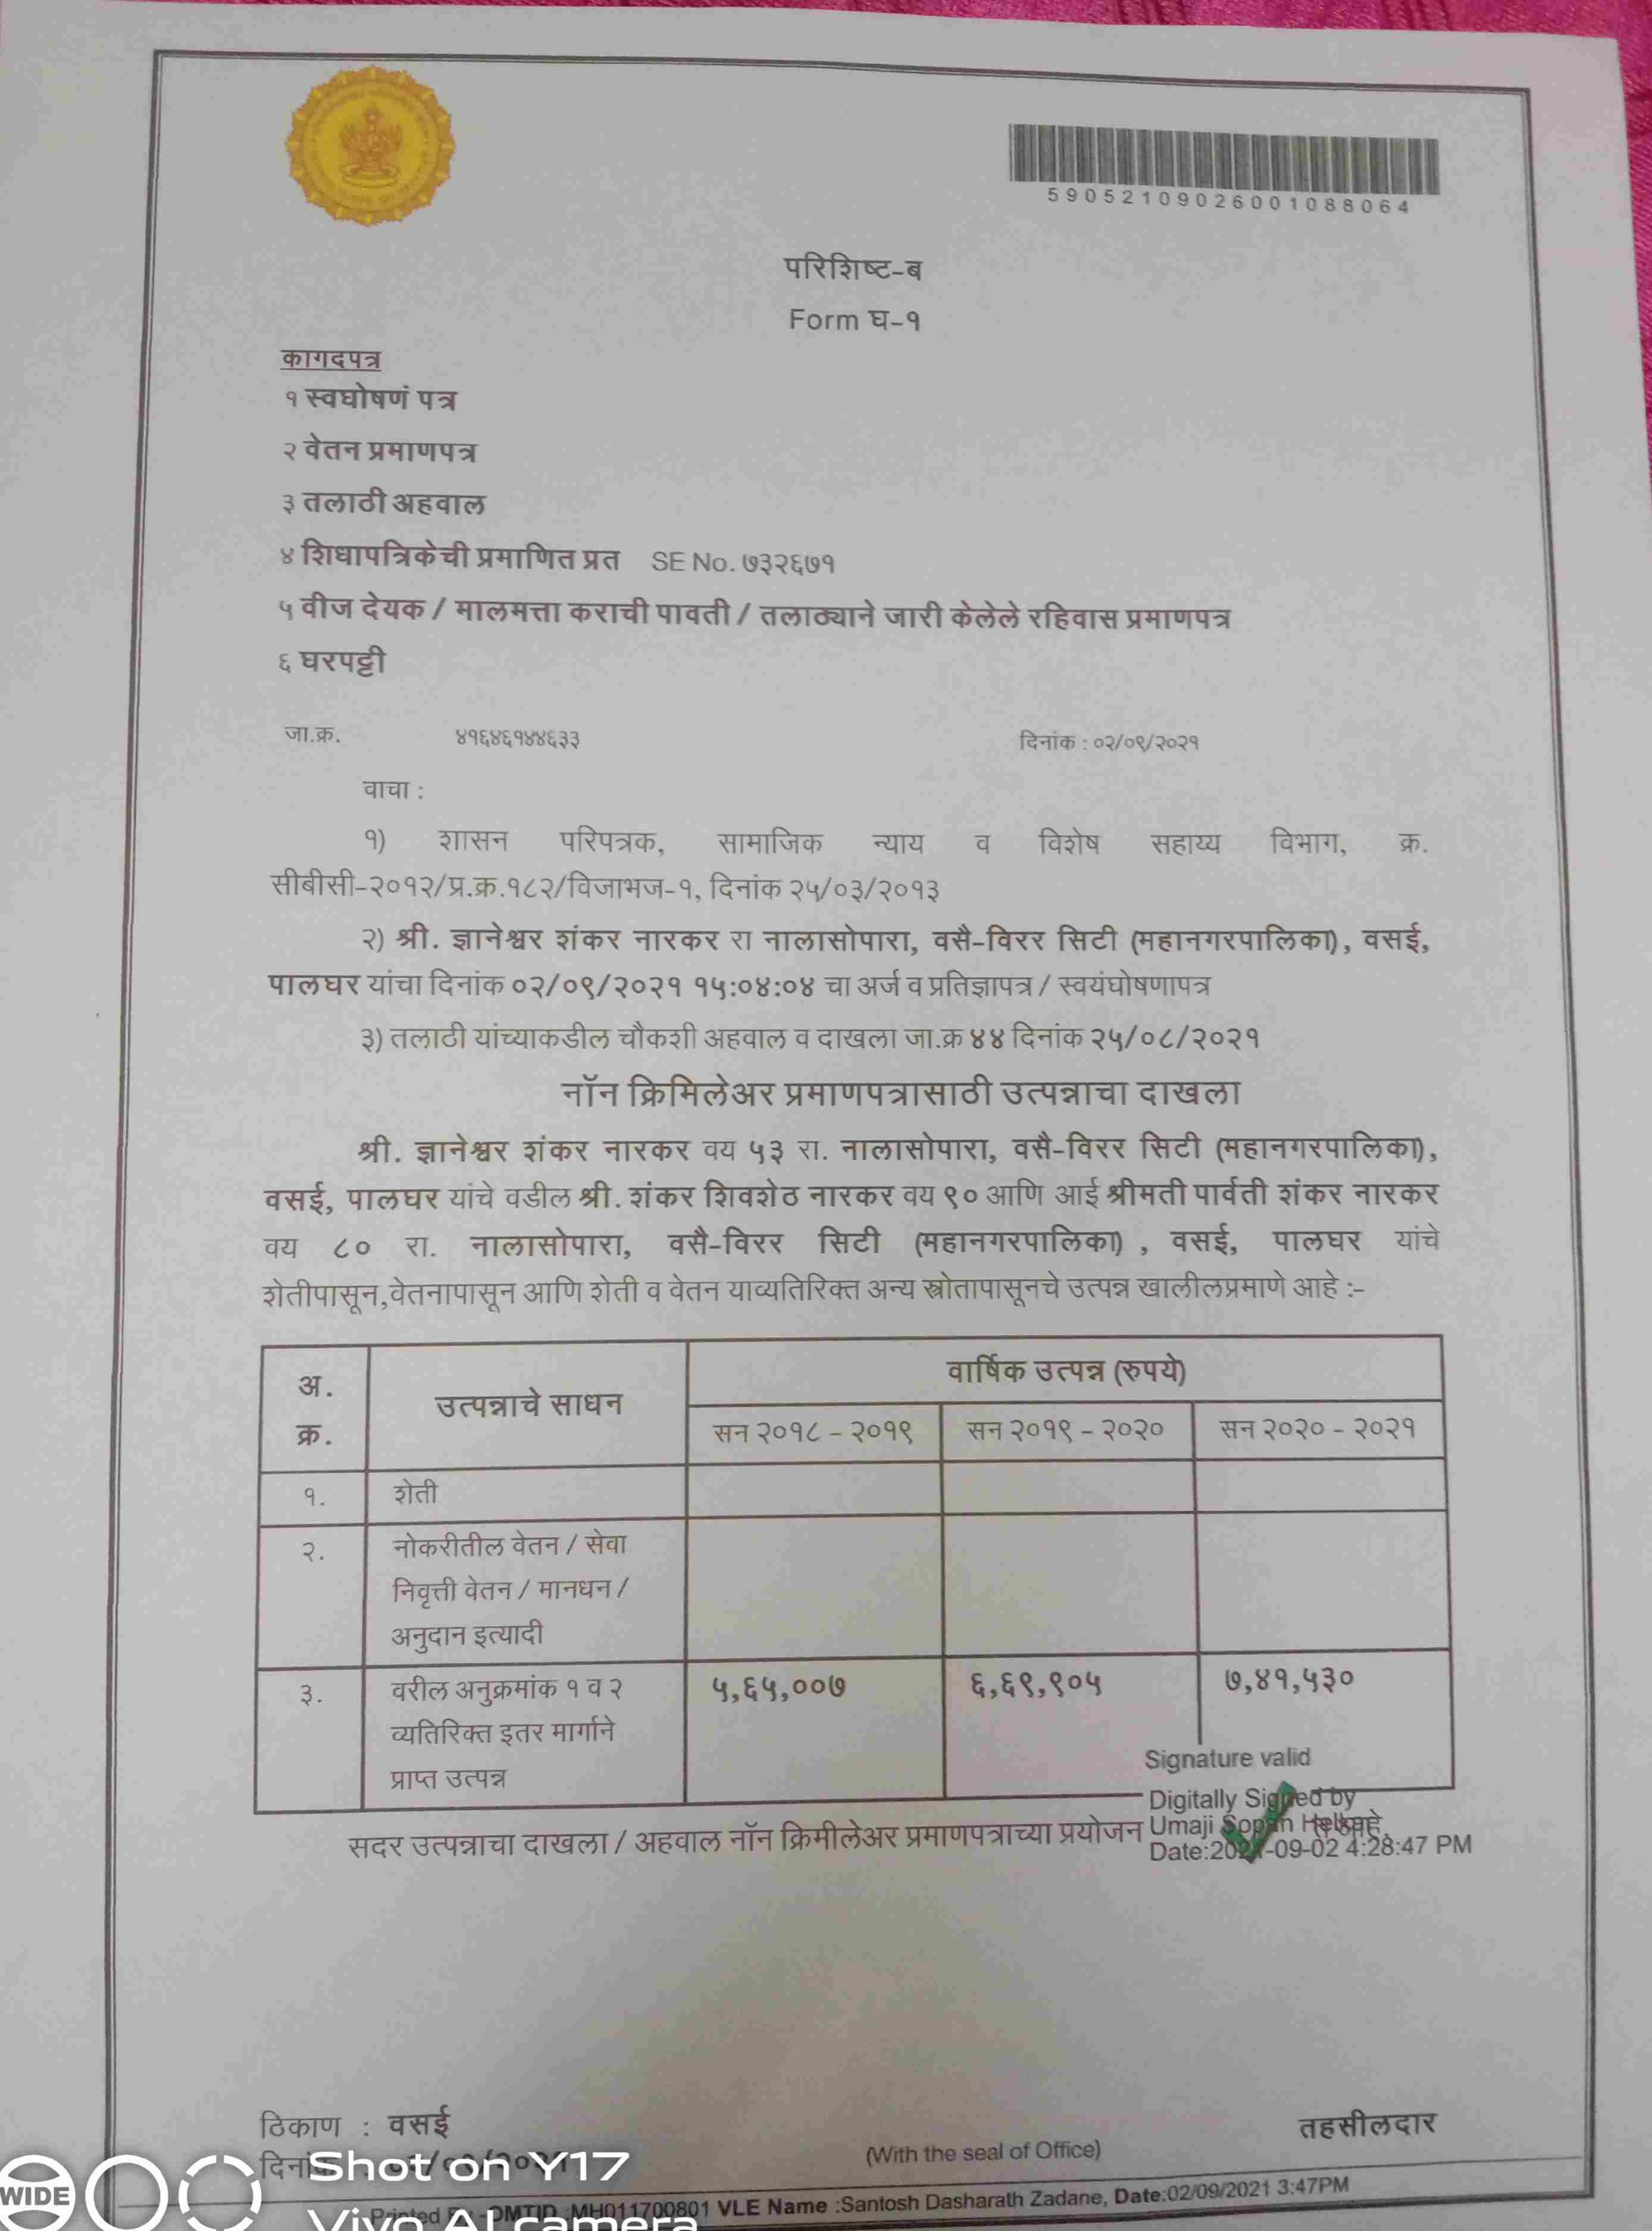 59052109026001088064
परिशिष्ट-ब
Form घ-१
कागदपत्र
१ स्वघोषणं पत्र
२ वेतन प्रमाणपत्र
३ तलाठी अहवाल
४ शिधापत्रिकेची प्रमाणित प्रत SE No. ७३२६७१
५ वीज देयक / मालमत्ता कराची पावती / तलाठ्याने जारी केलेले रहिवास प्रमाणपत्र
६ घरपट्टी
जा.क्र. ४१६४६१४४६३३ दिनांक : ०२/०९/२०२१
वाचा :
१) शासन परिपत्रक, सामाजिक न्याय व विशेष सहाय्य विभाग, क्र.
सीबीसी-२०१२/प्र.क्र.१८२/विजाभज-१, दिनांक २५/०३/२०१३
२) श्री. ज्ञानेश्वर शंकर नारकर रा नालासोपारा, वसै-विरर सिटी (महानगरपालिका), वसई,
पालघर यांचा दिनांक ०२/०९/२०२१ १५:०४:०४ चा अर्ज व प्रतिज्ञापत्र / स्वयंघोषणापत्र
३) तलाठी यांच्याकडील चौकशी अहवाल व दाखला जा.क्र ४४ दिनांक २५/०८/२०२१
नॉन क्रिमिलेअर प्रमाणपत्रासाठी उत्पन्नाचा दाखला
श्री. ज्ञानेश्वर शंकर नारकर वय ५३ रा. नालासोपारा, वसै-विरर सिटी (महानगरपालिका),
वसई, पालघर यांचे वडील श्री. शंकर शिवशेठ नारकर वय ९० आणि आई श्रीमती पार्वती शंकर नारकर
वय ८० रा. नालासोपारा, वसै-विरर सिटी (महानगरपालिका) , वसई, पालघर यांचे
शेतीपासून,वेतनापासून आणि शेती व वेतन याव्यतिरिक्त अन्य स्रोतापासूनचे उत्पन्न खालीलप्रमाणे आहे :-
अ.
क्र.
उत्पन्नाचे साधन
वार्षिक उत्पन्न (रुपये)
सन २०१८ - २०१९ सन २०१९ - २०२० सन २०२० - २०२१
१. शेती
२. नोकरीतील वेतन / सेवा
निवृत्ती वेतन / मानधन /
अनुदान इत्यादी
३. वरील अनुक्रमांक १ व २ ५,६५,००७ ६,६९,९०५ ७,४१,५३०
व्यतिरिक्त इतर मार्गाने
प्राप्त उत्पन्न
Signature valid
Digitally Signed by
Umaji Sopan
Date:2021-09-02 4:28:47 PM
सदर उत्पन्नाचा दाखला / अहवाल नॉन क्रिमीलेअर प्रमाणपत्राच्या प्रयोजन
ठिकाण : वसई
तहसीलदार
(With the seal of Office)
Shot on Y17
Vivo AI camera
WIDE
Printed OMTID :MH011700801 VLE Name :Santosh Dasharath Zadane, Date:02/09/2021 3:47PM